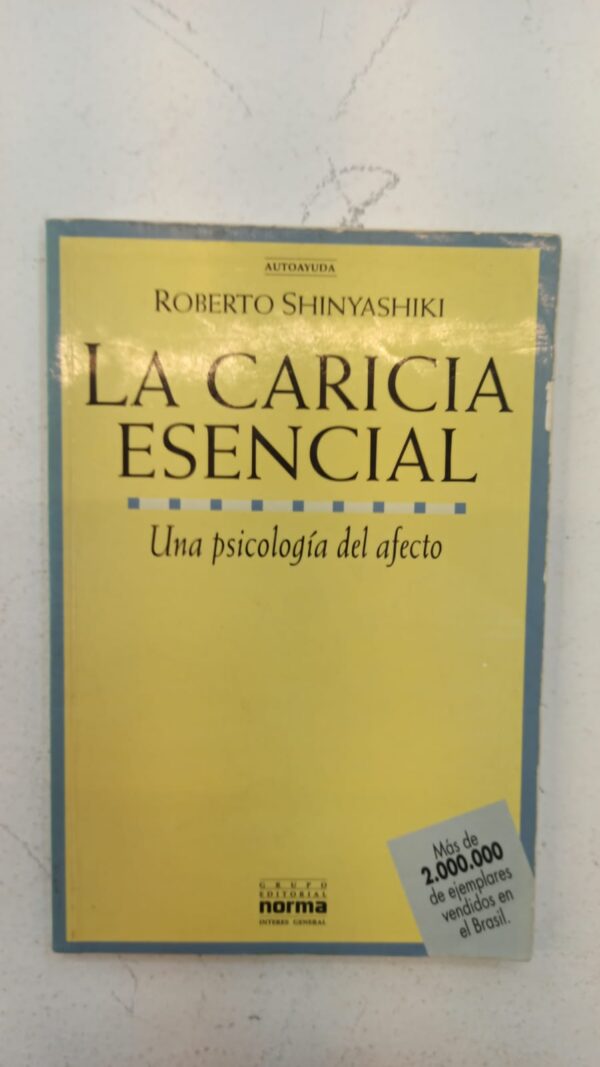 AUTOAYUDA
ROBERTO SHINYASHIKI
LA CARICIA
ESENCIAL
Una psicología del afecto
Más de
2.000.000
de ejemplares
vendidos en
el Brasil.
GRUPO
EDITORIAL
norma
INTERES GENERAL